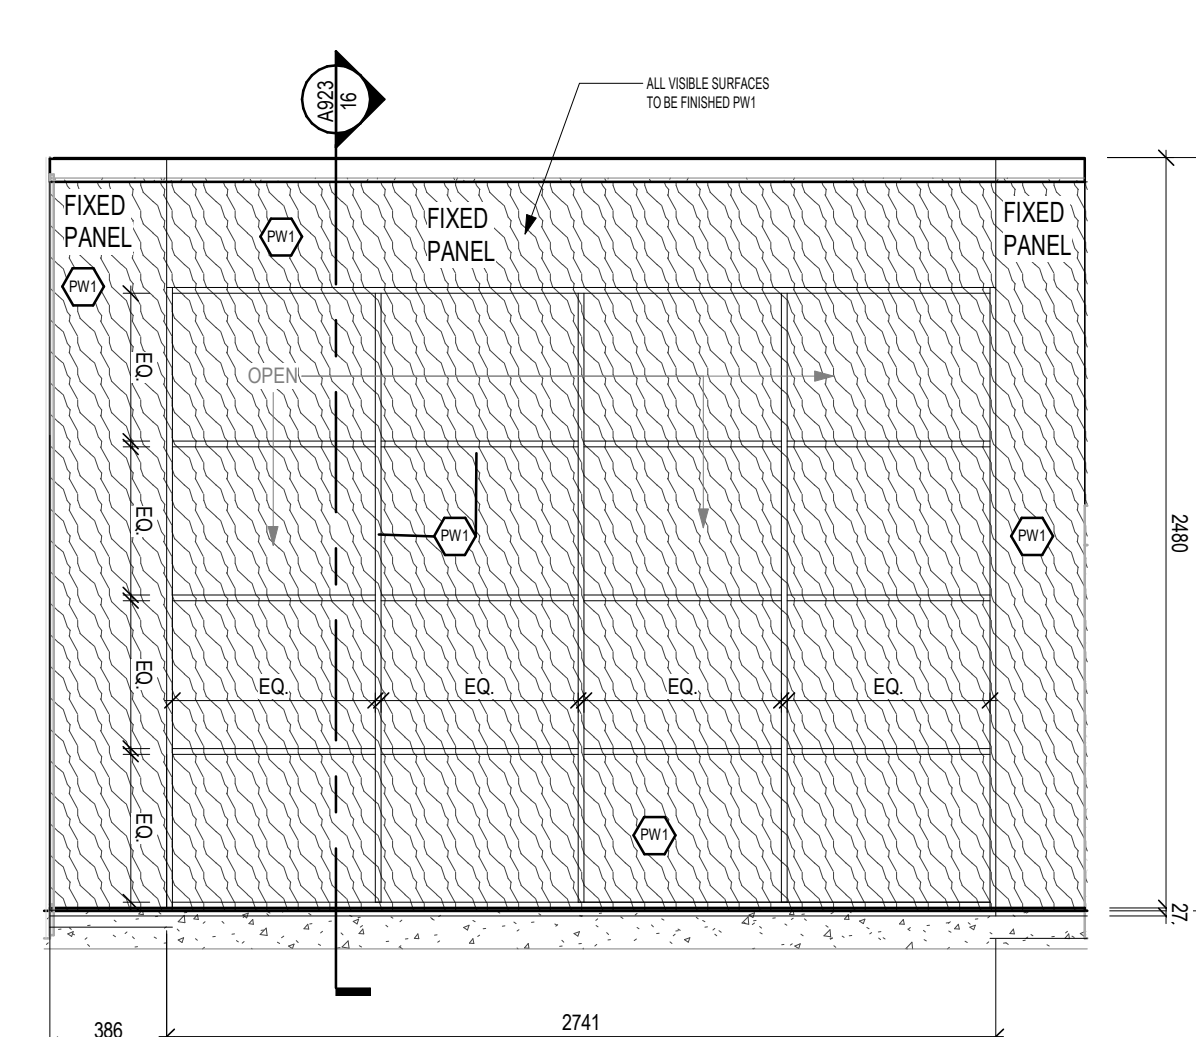 A923
16
ALL VISIBLE SURFACES
TO BE FINISHED PW1
FIXED
PANEL
FIXED
PANEL
FIXED
PANEL
PW1
PW1
EQ.
OPEN
EQ.
PW1
PW1
2480
EQ.
EQ.
EQ.
EQ.
EQ.
EQ.
PW1
27
386
2741